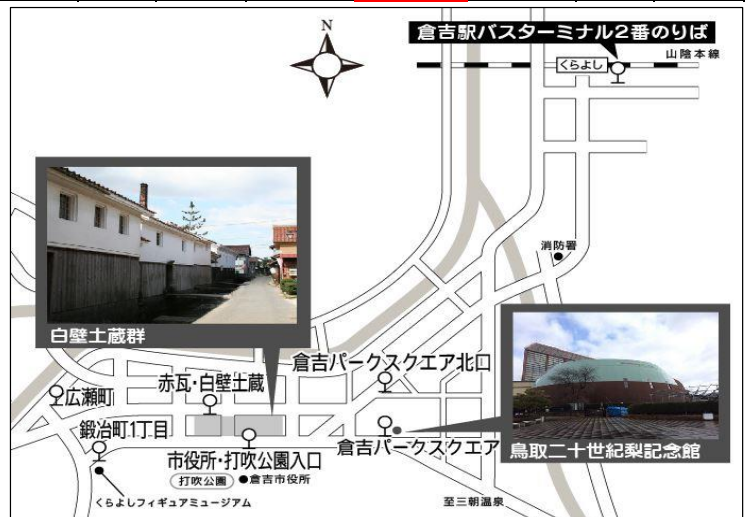 N
倉吉駅バスターミナル2番のりば
山陰本線
くらよし
消防署
白壁土蔵群
倉吉パークスクエア北口
赤瓦・白壁土蔵
広瀬町
鍛冶町1丁目
倉吉パークスクエア
鳥取二十世紀梨記念館
市役所・打吹公園入口
打吹公園
倉吉市役所
くらよしフィギュアミュージアム
至三朝温泉